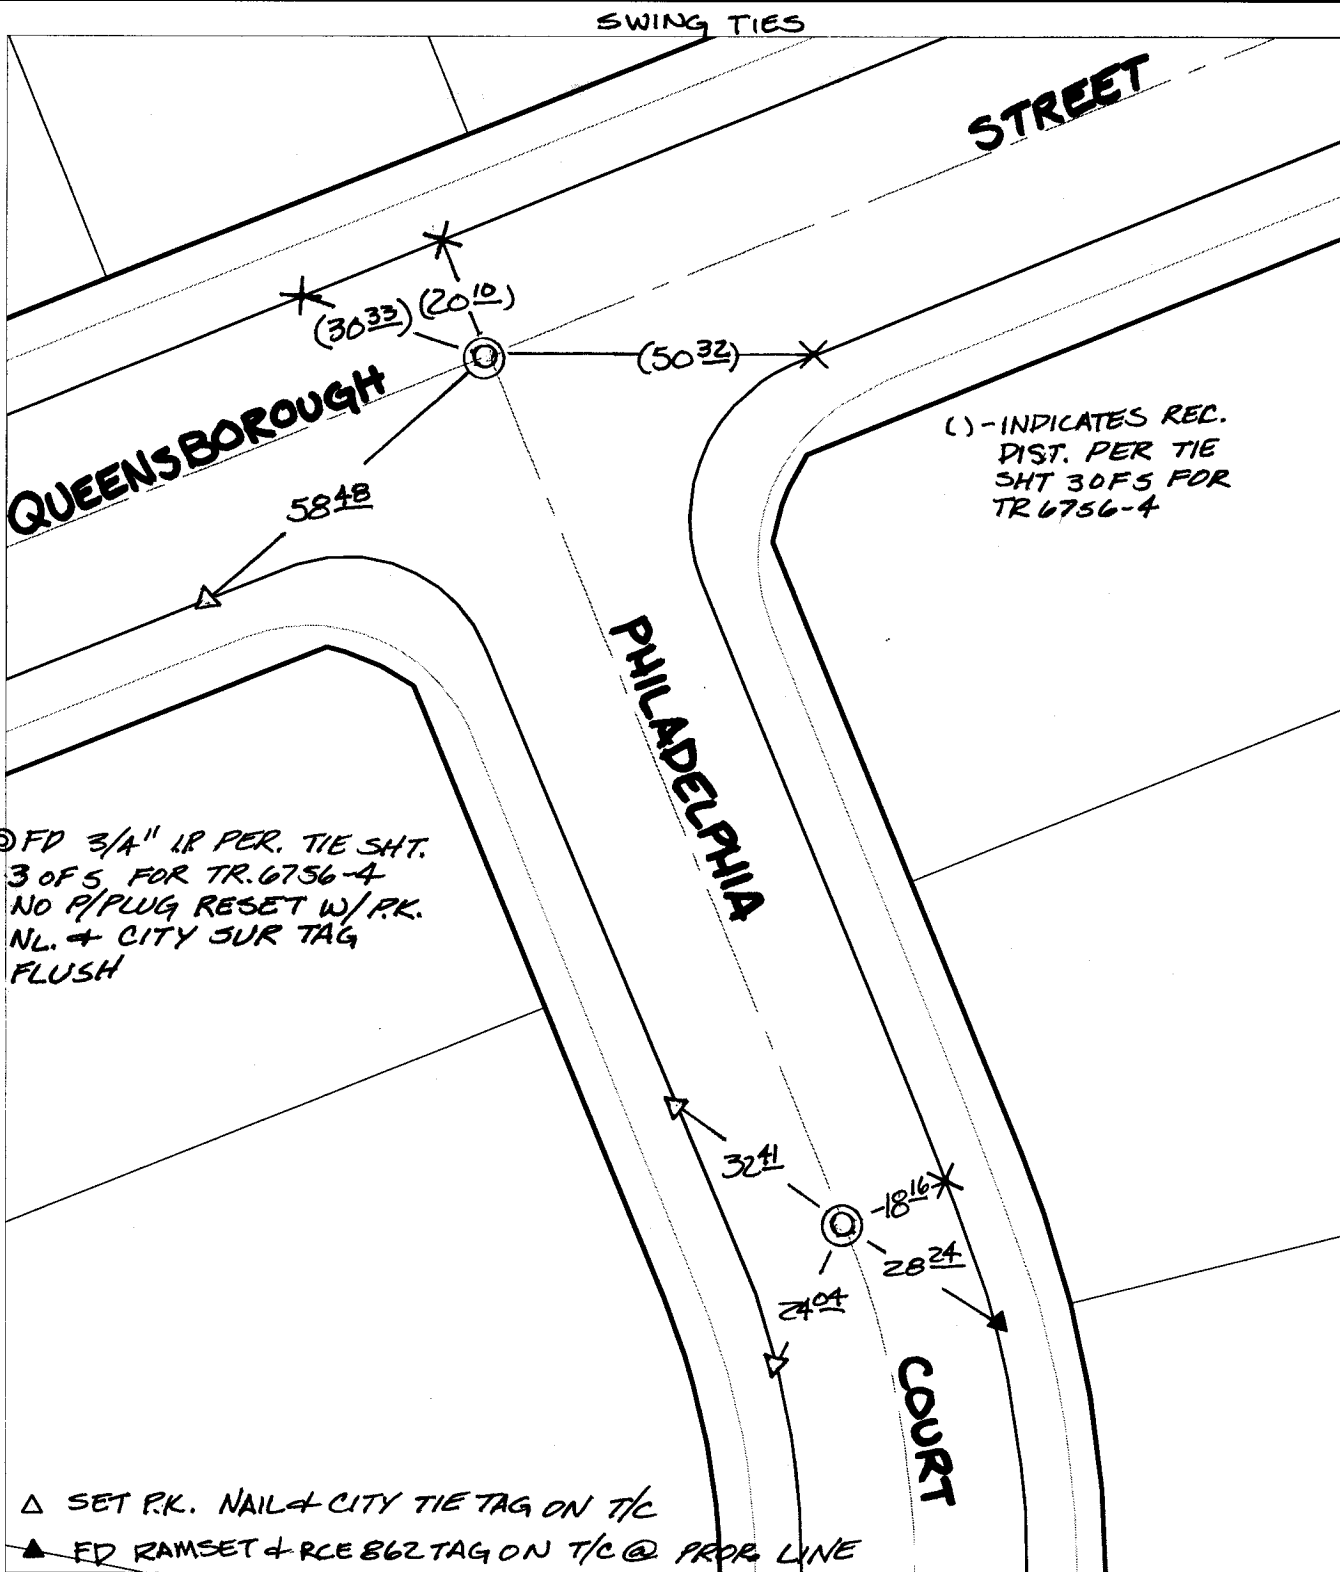 SWING TIES
STREET
(30 33) (20 10)
(50 32)
QUEENSBOROUGH
( ) - INDICATES REC.
DIST. PER TIE
SHT 3 OF 5 FOR
TR 6756-4
58 48
PHILADELPHIA
◎ FD 3/4" I.P. PER. TIE SHT.
3 OF 5 FOR TR. 6756-4
NO P/PLUG RESET W/ P.K.
NL. & CITY SUR TAG
FLUSH
32 41
18 16
28 24
24 04
COURT
△ SET P.K. NAIL & CITY TIE TAG ON T/C
▲ FD RAMSET & RCE 862 TAG ON T/C @ PROP. LINE